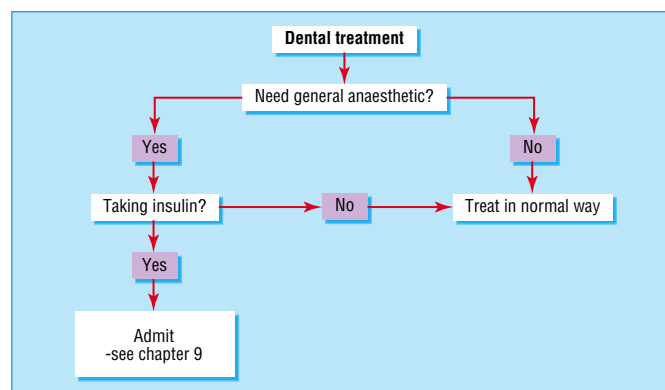 Dental treatment
Need general anaesthetic?
Yes
No
Taking insulin?
No
Treat in normal way
Yes
Admit
-see chapter 9